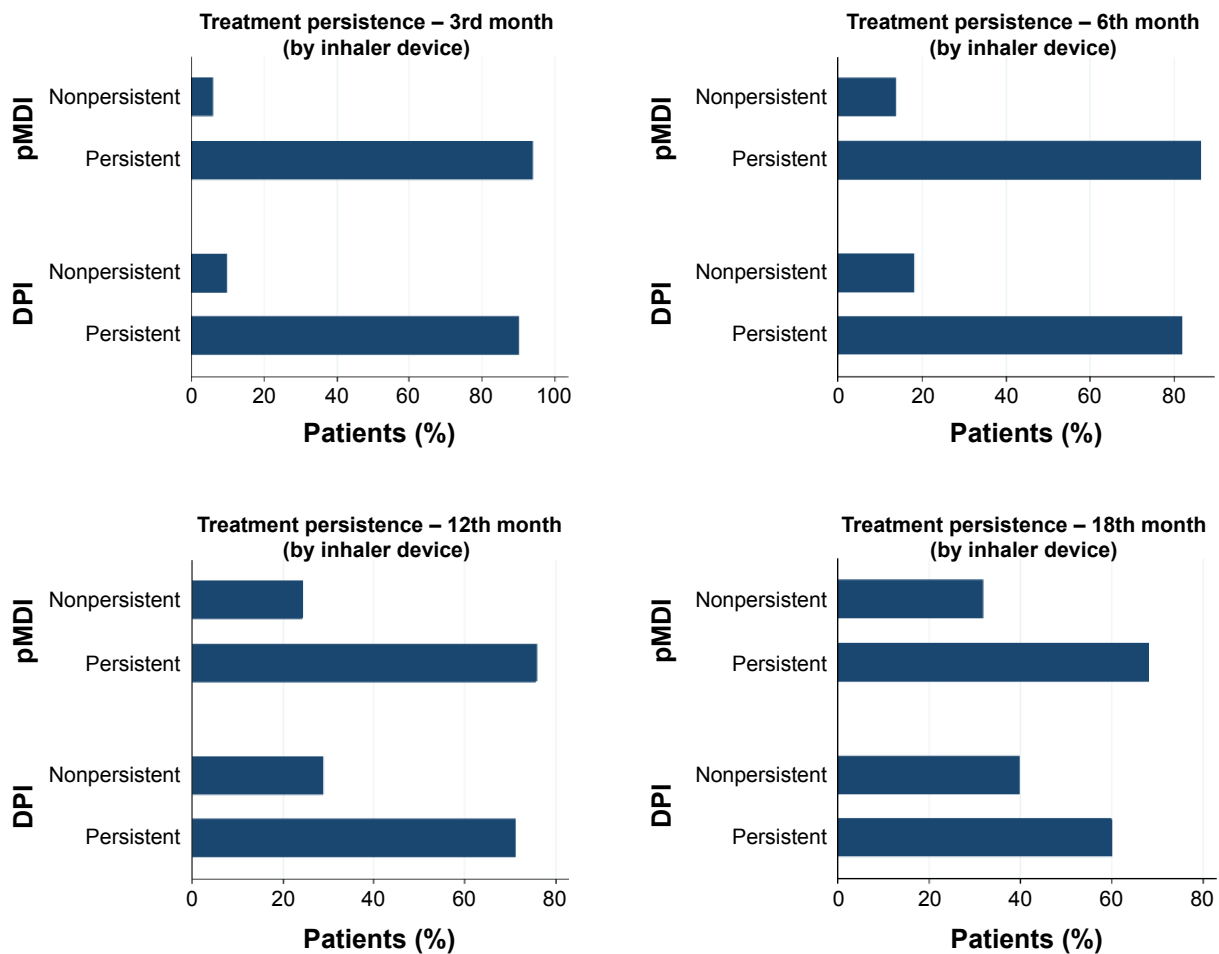 Treatment persistence – 3rd month
(by inhaler device)
pMDI
Nonpersistent
Persistent
DPI
Nonpersistent
Persistent
0 20 40 60 80 100
Patients (%)
Treatment persistence – 6th month
(by inhaler device)
pMDI
Nonpersistent
Persistent
DPI
Nonpersistent
Persistent
0 20 40 60 80
Patients (%)
Treatment persistence – 12th month
(by inhaler device)
pMDI
Nonpersistent
Persistent
DPI
Nonpersistent
Persistent
0 20 40 60 80
Patients (%)
Treatment persistence – 18th month
(by inhaler device)
pMDI
Nonpersistent
Persistent
DPI
Nonpersistent
Persistent
0 20 40 60 80
Patients (%)